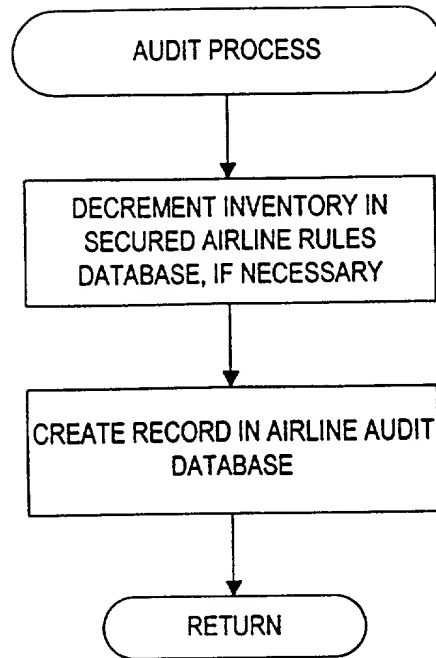 AUDIT PROCESS
DECREMENT INVENTORY IN
SECURED AIRLINE RULES
DATABASE, IF NECESSARY
CREATE RECORD IN AIRLINE AUDIT
DATABASE
RETURN